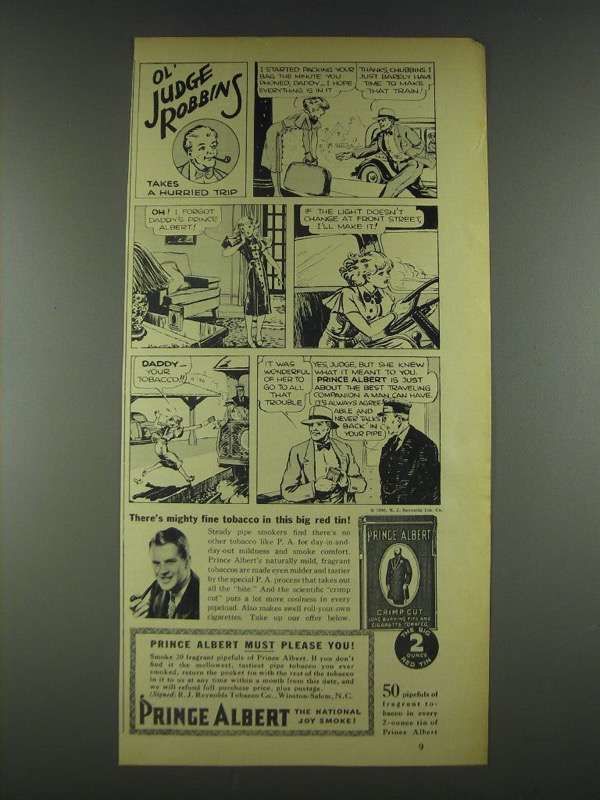 OL'
JUDGE
ROBBINS
TAKES
A HURRIED TRIP
I STARTED PACKING YOUR
BAG THE MINUTE YOU
PHONED, DADDY — I HOPE
EVERYTHING IS IN IT
THANKS, CHUBBINS. I
JUST BARELY HAVE
TIME TO MAKE
THAT TRAIN!
OH! I FORGOT
DADDY'S PRINCE
ALBERT!
IF THE LIGHT DOESN'T
CHANGE AT FRONT STREET,
I'LL MAKE IT!
DADDY —
YOUR
TOBACCO!!
IT WAS
WONDERFUL
OF HER TO
GO TO ALL
THAT
TROUBLE
YES, JUDGE, BUT SHE KNEW
WHAT IT MEANT TO YOU.
PRINCE ALBERT IS JUST
ABOUT THE BEST TRAVELING
COMPANION A MAN CAN HAVE.
IT'S ALWAYS AGREE-
ABLE AND
NEVER 'TALKS
BACK' IN
YOUR PIPE
R. J. Reynolds Tob. Co.
There's mighty fine tobacco in this big red tin!
Steady pipe smokers find there's no
other tobacco like P. A. for day-in-and-
day-out mildness and smoke comfort.
Prince Albert's naturally mild, fragrant
tobaccos are made even milder and tastier
by the special P. A. process that takes out
all the "bite." And the scientific "crimp
cut" puts a lot more coolness in every
pipeload. Also makes swell roll-your-own
cigarettes. Take up our offer below.
PRINCE ALBERT
CRIMP CUT
LONG BURNING PIPE AND
CIGARETTE TOBACCO
THE BIG
2
OUNCE
RED TIN
PRINCE ALBERT MUST PLEASE YOU!
Smoke 20 fragrant pipefuls of Prince Albert. If you don't
find it the mellowest, tastiest pipe tobacco you ever
smoked, return the pocket tin with the rest of the tobacco
in it to us at any time within a month from this date, and
we will refund full purchase price, plus postage.
(Signed) R. J. Reynolds Tobacco Co., Winston-Salem, N.C.
PRINCE ALBERT
THE NATIONAL
JOY SMOKE!
50 pipefuls of
fragrant to-
bacco in every
2-ounce tin of
Prince Albert
9